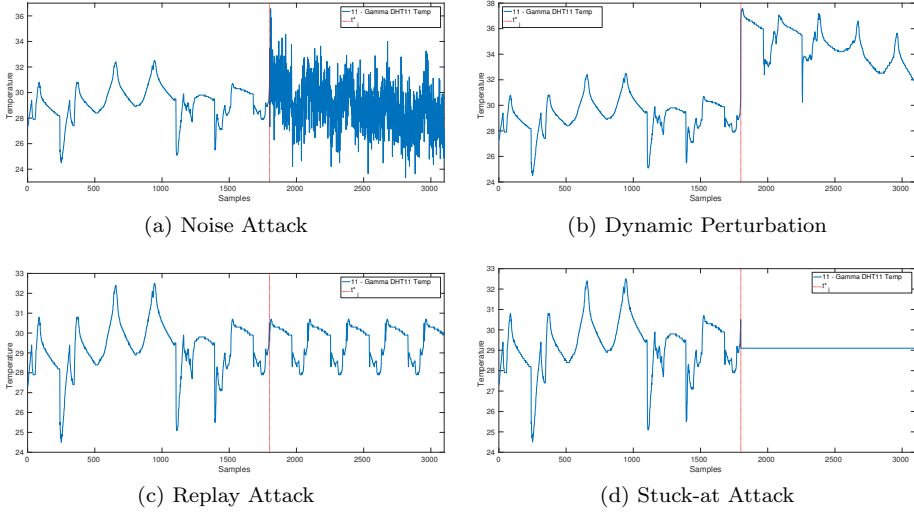 36
34
32
30
28
26
24
Temperature
0 500 1000 1500 2000 2500 3000
Samples
11 - Gamma DHT11 Temp
t*
j
(a) Noise Attack
38
36
34
32
30
28
26
24
Temperature
0 500 1000 1500 2000 2500 3000
Samples
11 - Gamma DHT11 Temp
t*
j
(b) Dynamic Perturbation
33
32
31
30
29
28
27
26
25
24
Temperature
0 500 1000 1500 2000 2500 3000
Samples
11 - Gamma DHT11 Temp
t*
j
(c) Replay Attack
33
32
31
30
29
28
27
26
25
24
Temperature
0 500 1000 1500 2000 2500 3000
Samples
11 - Gamma DHT11 Temp
t*
j
(d) Stuck-at Attack